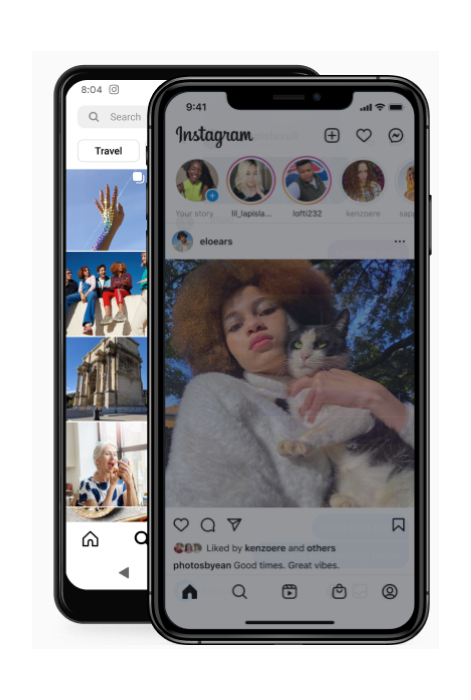 8:04
Search
Travel
9:41
Instagram
Your story
lil_lapisla...
lofti232
kenzoere
eloears
Liked by kenzoere and others
photosbyean Good times. Great vibes.